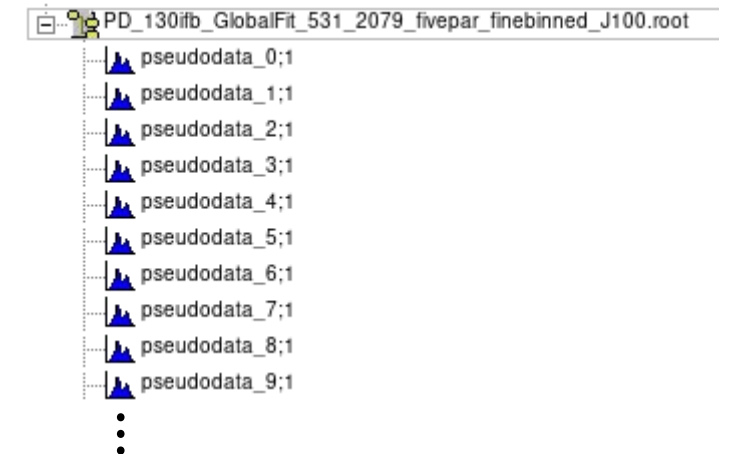 PD_130ifb_GlobalFit_531_2079_fivepar_finebinned_J100.root
pseudodata_0;1
pseudodata_1;1
pseudodata_2;1
pseudodata_3;1
pseudodata_4;1
pseudodata_5;1
pseudodata_6;1
pseudodata_7;1
pseudodata_8;1
pseudodata_9;1